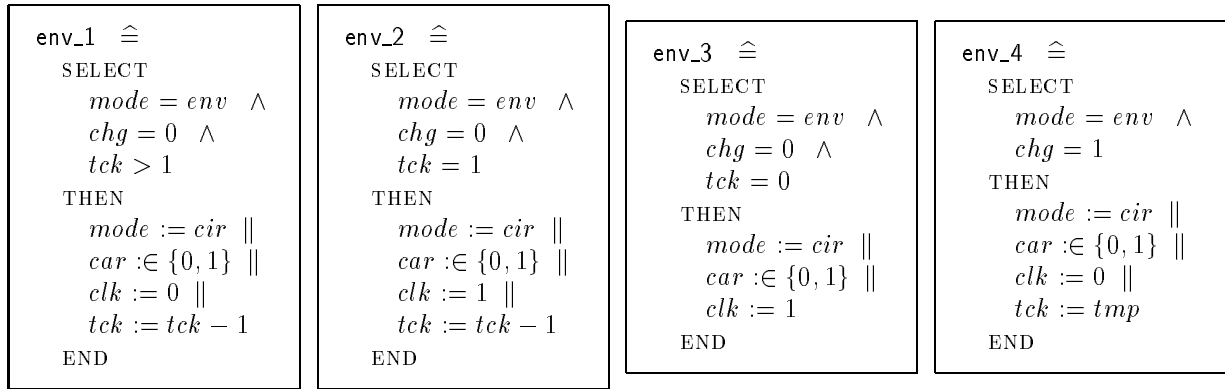 env_1 ≙
SELECT
mode = env ∧
chg = 0 ∧
tck > 1
THEN
mode := cir ||
car :∈ {0, 1} ||
clk := 0 ||
tck := tck − 1
END
env_2 ≙
SELECT
mode = env ∧
chg = 0 ∧
tck = 1
THEN
mode := cir ||
car :∈ {0, 1} ||
clk := 1 ||
tck := tck − 1
END
env_3 ≙
SELECT
mode = env ∧
chg = 0 ∧
tck = 0
THEN
mode := cir ||
car :∈ {0, 1} ||
clk := 1
END
env_4 ≙
SELECT
mode = env ∧
chg = 1
THEN
mode := cir ||
car :∈ {0, 1} ||
clk := 0 ||
tck := tmp
END